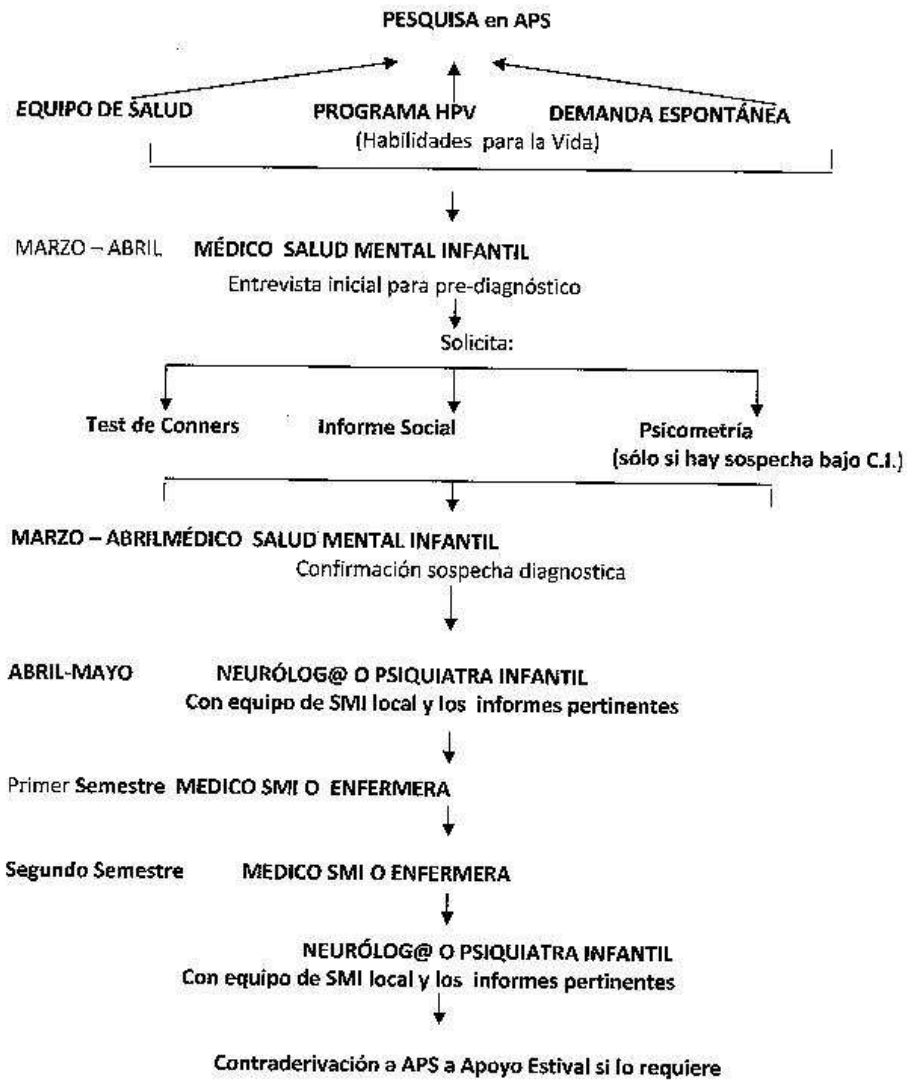 PESQUISA en APS
EQUIPO DE SALUD PROGRAMA HPV DEMANDA ESPONTÁNEA
(Habilidades para la Vida)
MARZO – ABRIL MÉDICO SALUD MENTAL INFANTIL
Entrevista inicial para pre-diagnóstico
Solicita:
Test de Conners Informe Social Psicometría
(sólo si hay sospecha bajo C.I.)
MARZO – ABRILMÉDICO SALUD MENTAL INFANTIL
Confirmación sospecha diagnostica
ABRIL-MAYO NEURÓLOG@ O PSIQUIATRA INFANTIL
Con equipo de SMI local y los informes pertinentes
Primer Semestre MEDICO SMI O ENFERMERA
Segundo Semestre MEDICO SMI O ENFERMERA
NEURÓLOG@ O PSIQUIATRA INFANTIL
Con equipo de SMI local y los informes pertinentes
Contraderivación a APS a Apoyo Estival si lo requiere